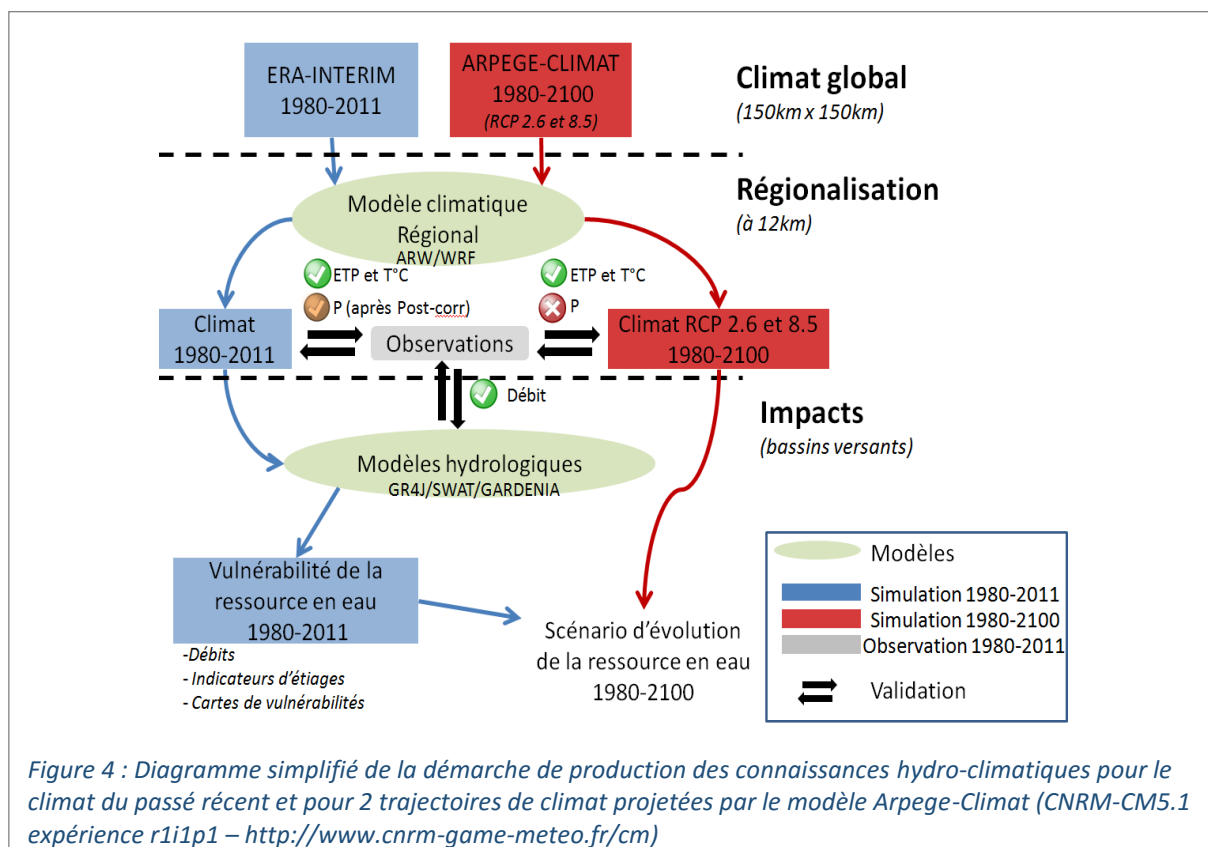 ERA-INTERIM
1980-2011
ARPEGE-CLIMAT
1980-2100
(RCP 2.6 et 8.5)
Climat global
(150km x 150km)
Régionalisation
(à 12km)
Modèle climatique
Régional
ARW/WRF
ETP et T°C
P (après Post-corr)
ETP et T°C
P
Climat
1980-2011
Observations
Climat RCP 2.6 et 8.5
1980-2100
Débit
Impacts
(bassins versants)
Modèles hydrologiques
GR4J/SWAT/GARDENIA
Vulnérabilité de la
ressource en eau
1980-2011
-Débits
- Indicateurs d'étiages
- Cartes de vulnérabilités
Scénario d'évolution
de la ressource en eau
1980-2100
Modèles
Simulation 1980-2011
Simulation 1980-2100
Observation 1980-2011
Validation
Figure 4 : Diagramme simplifié de la démarche de production des connaissances hydro-climatiques pour le
climat du passé récent et pour 2 trajectoires de climat projetées par le modèle Arpege-Climat (CNRM-CM5.1
expérience r1i1p1 – http://www.cnrm-game-meteo.fr/cm)